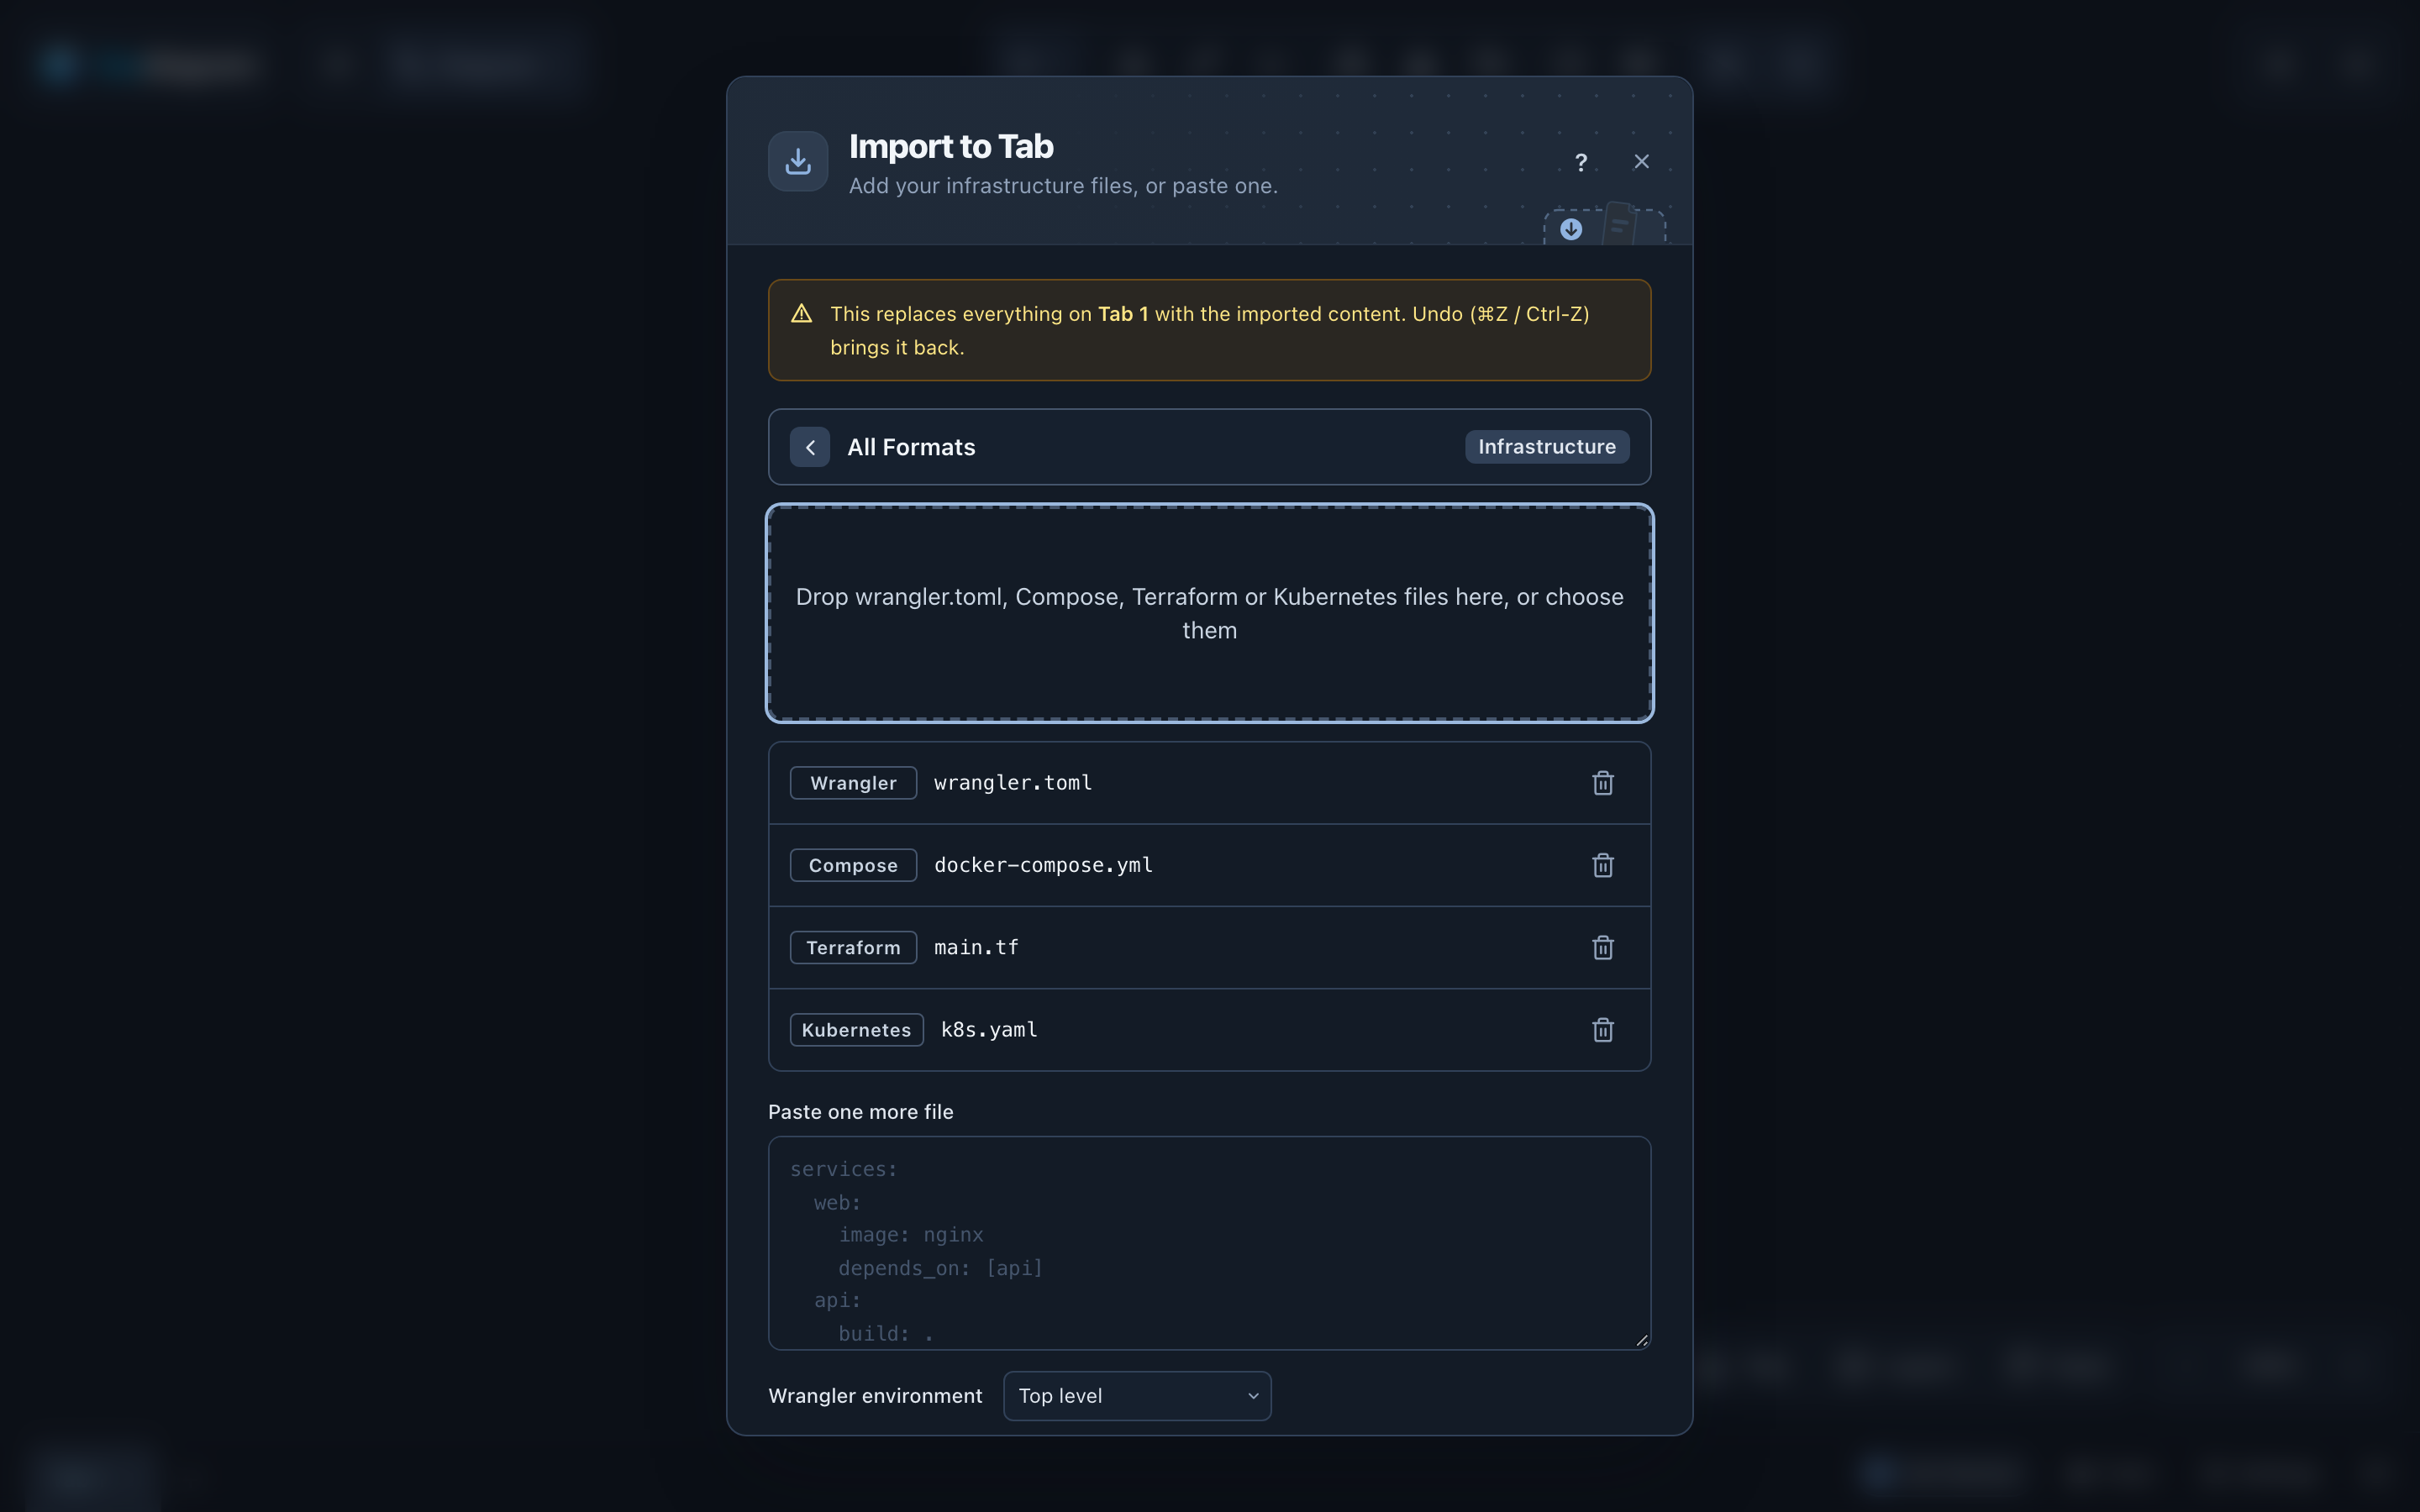 Import to Tab
?
Add your infrastructure files, or paste one.
This replaces everything on Tab 1 with the imported content. Undo (⌘Z / Ctrl-Z)
brings it back.
All Formats
Infrastructure
Drop wrangler.toml, Compose, Terraform or Kubernetes files here, or choose
them
Wrangler wrangler.toml
Compose docker-compose.yml
Terraform main.tf
Kubernetes k8s.yaml
Paste one more file
services:
  web:
    image: nginx
    depends_on: [api]
  api:
    build: .
Wrangler environment Top level